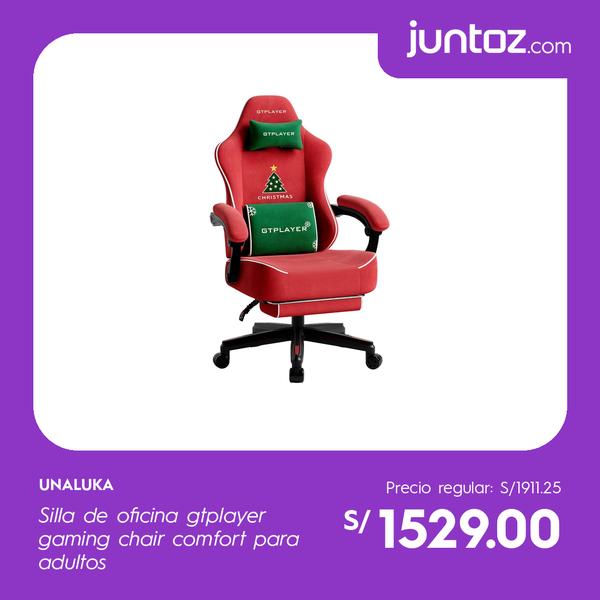 juntoz.com
GTPLAYER
GTPLAYER
CHRISTMAS
GTPLAYER
UNALUKA
Silla de oficina gtplayer
gaming chair comfort para
adultos
Precio regular: S/1911.25
S/1529.00